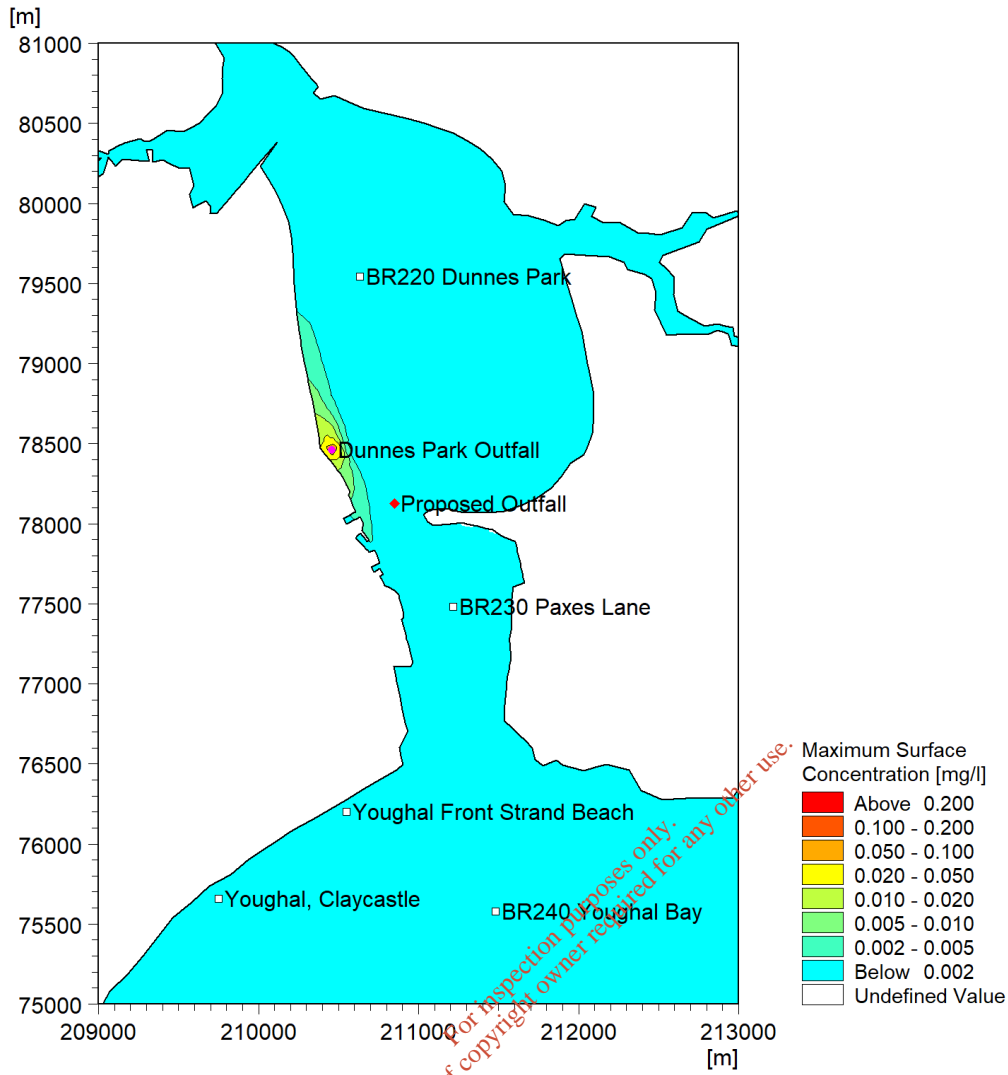 [m]
81000
80500
80000
79500
79000
78500
78000
77500
77000
76500
76000
75500
75000
BR220 Dunnes Park
Dunnes Park Outfall
Proposed Outfall
BR230 Paxes Lane
Youghal Front Strand Beach
Youghal, Claycastle
BR240 Youghal Bay
209000
210000
211000
212000
213000
[m]
Maximum Surface
Concentration [mg/l]
Above 0.200
0.100 - 0.200
0.050 - 0.100
0.020 - 0.050
0.010 - 0.020
0.005 - 0.010
0.002 - 0.005
Below 0.002
Undefined Value
For inspection purposes only.
f copyright owner required for any other use.